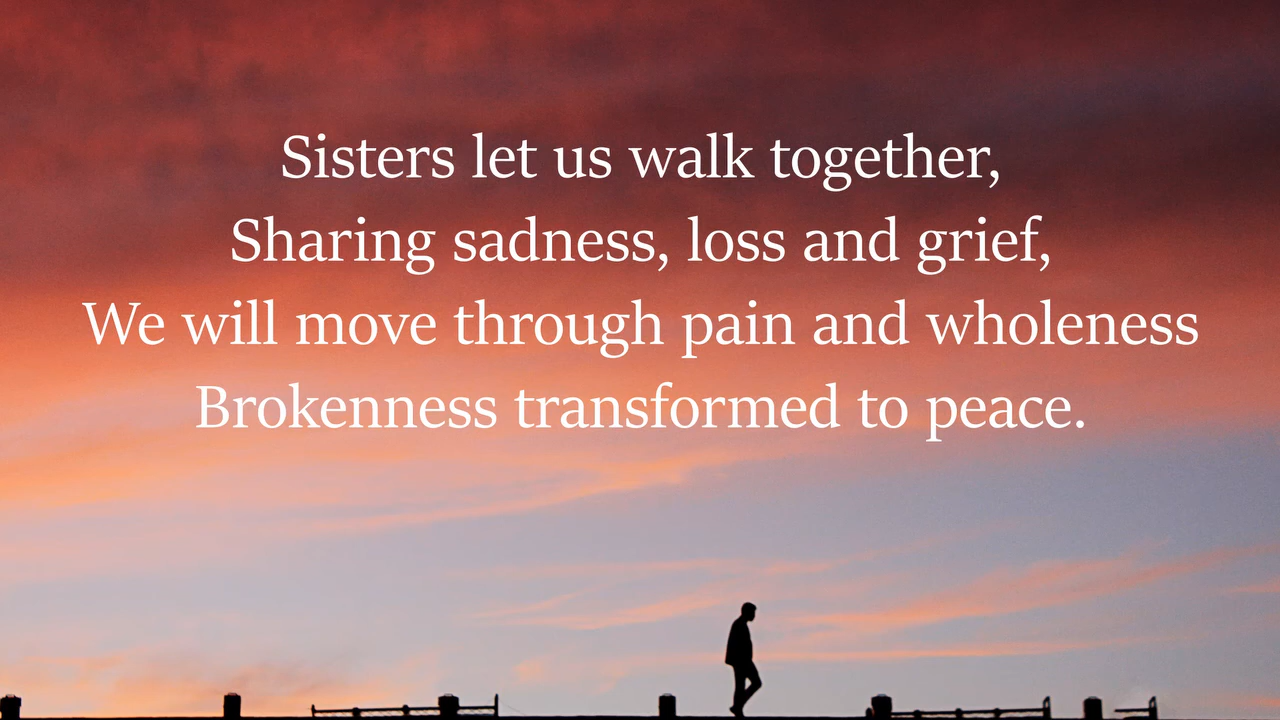 Sisters let us walk together,
Sharing sadness, loss and grief,
We will move through pain and wholeness
Brokenness transformed to peace.